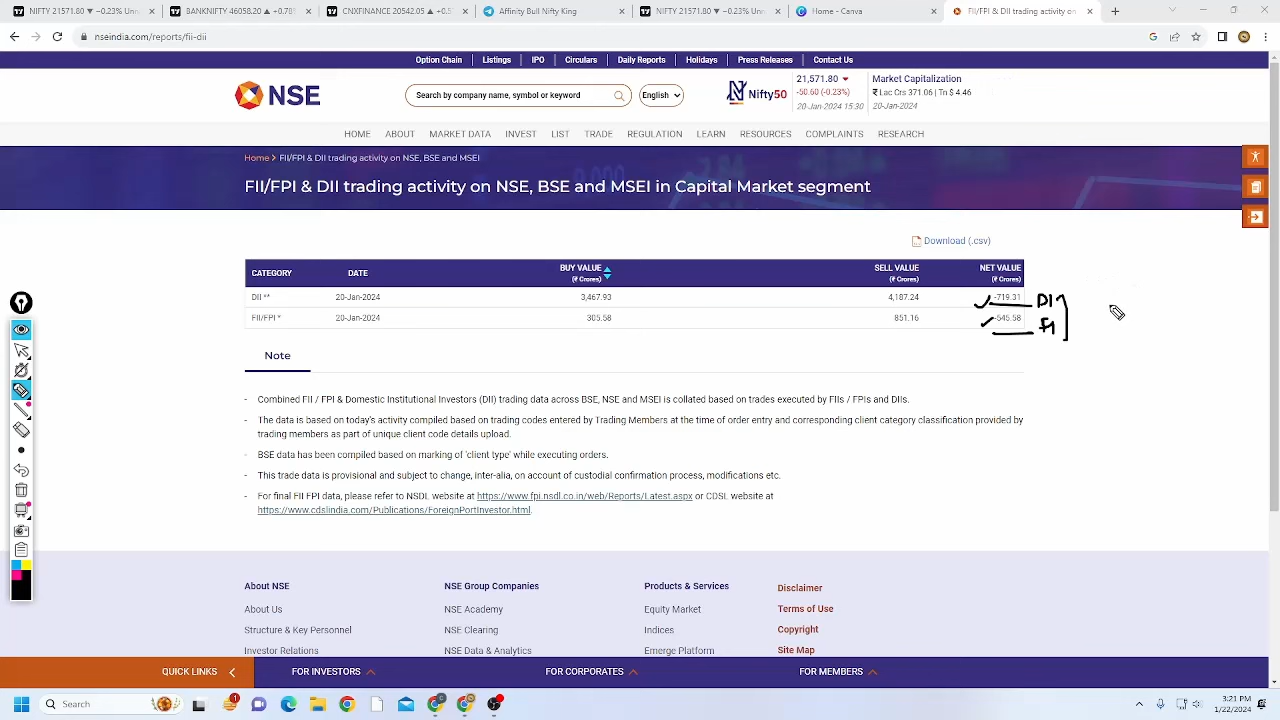 NIFTY 21571.80 ▼ −0.23% Unn
BANKNIFTY 46058.20 ▲ +0.78
CNXFINANCE 20542.05 ▲ +0.5
Affinity Bull Nifty King
NIFTY 21571.80 ▼ −0.23% Unn
Home - Canva
FII/FPI & DII trading activity on
nseindia.com/reports/fii-dii
Option Chain Listings IPO Circulars Daily Reports Holidays Press Releases Contact Us
NSE
Search by company name, symbol or keyword
English
Nifty50
21,571.80 ▼
-50.60 (-0.23%)
20-Jan-2024 15:30
Market Capitalization
₹ Lac Crs 371.06 | Tn $ 4.46
20-Jan-2024
HOME ABOUT MARKET DATA INVEST LIST TRADE REGULATION LEARN RESOURCES COMPLAINTS RESEARCH
Home > FII/FPI & DII trading activity on NSE, BSE and MSEI
FII/FPI & DII trading activity on NSE, BSE and MSEI in Capital Market segment
Download (.csv)
CATEGORY DATE BUY VALUE (₹ Crores) SELL VALUE (₹ Crores) NET VALUE (₹ Crores)
DII ** 20-Jan-2024 3,467.93 4,187.24 -719.31 DI
FII/FPI * 20-Jan-2024 305.58 851.16 -545.58 FI
Note
- Combined FII / FPI & Domestic Institutional Investors (DII) trading data across BSE, NSE and MSEI is collated based on trades executed by FIIs / FPIs and DIIs.
- The data is based on today's activity compiled based on trading codes entered by Trading Members at the time of order entry and corresponding client category classification provided by
trading members as part of unique client code details upload.
- BSE data has been compiled based on marking of 'client type' while executing orders.
- This trade data is provisional and subject to change, inter-alia, on account of custodial confirmation process, modifications etc.
- For final FII FPI data, please refer to NSDL website at https://www.fpi.nsdl.co.in/web/Reports/Latest.aspx or CDSL website at
https://www.cdslindia.com/Publications/ForeignPortInvestor.html.
About NSE NSE Group Companies Products & Services Disclaimer
About Us NSE Academy Equity Market Terms of Use
Structure & Key Personnel NSE Clearing Indices Copyright
Investor Relations NSE Data & Analytics Emerge Platform Site Map
QUICK LINKS FOR INVESTORS FOR CORPORATES FOR MEMBERS
Search
3:21 PM
1/22/2024